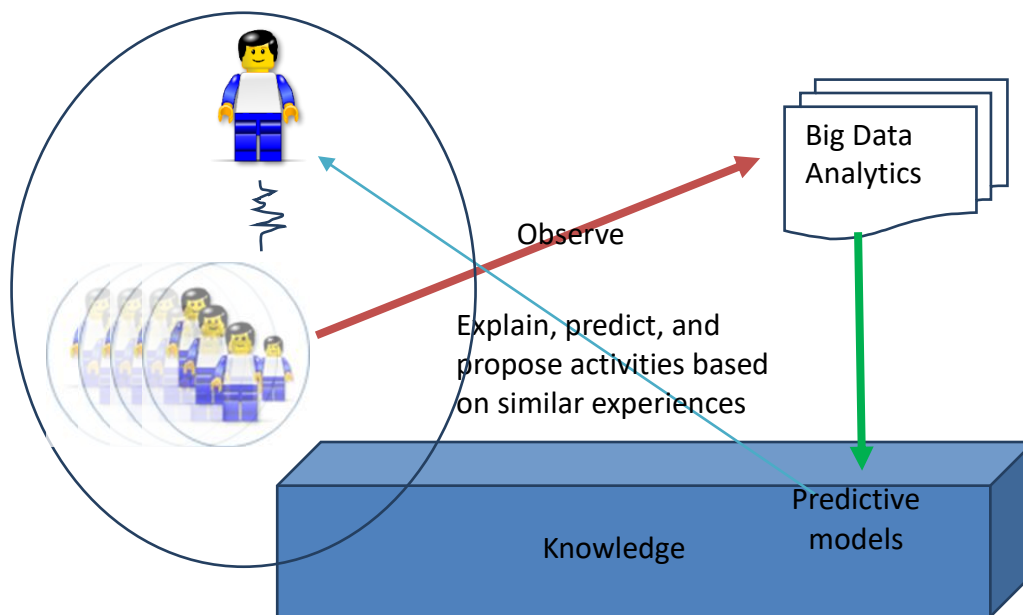 Big Data
Analytics
Observe
Explain, predict, and
propose activities based
on similar experiences
Predictive
models
Knowledge